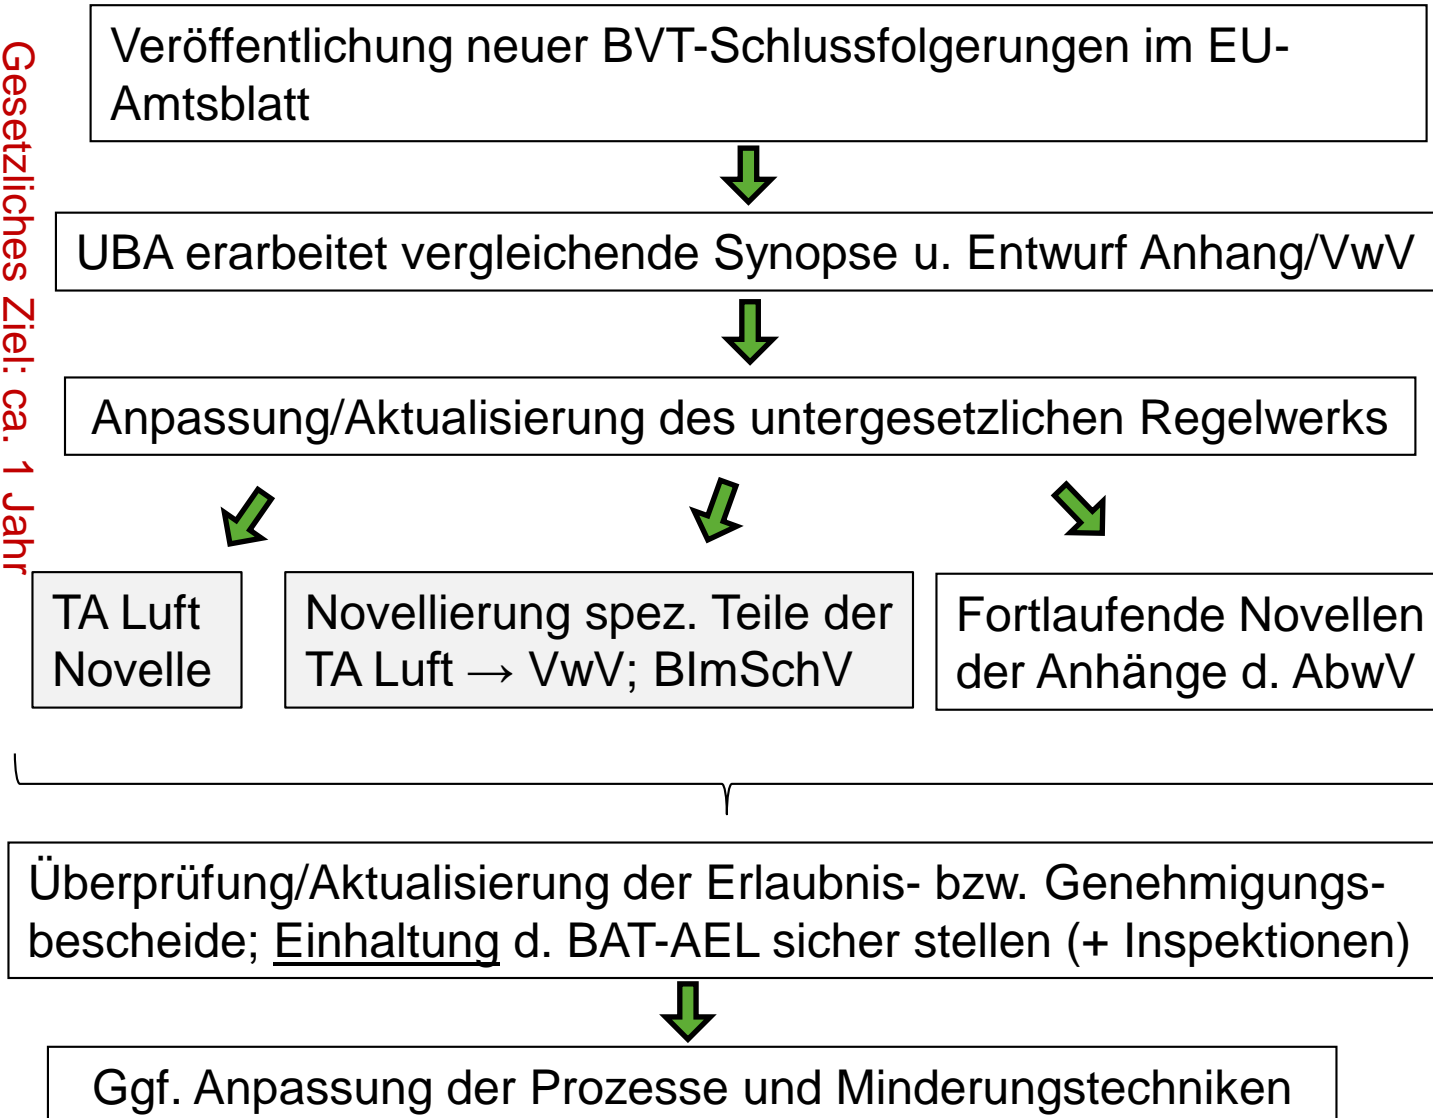 Gesetzliches Ziel: ca. 1 Jahr
Veröffentlichung neuer BVT-Schlussfolgerungen im EU-
Amtsblatt
UBA erarbeitet vergleichende Synopse u. Entwurf Anhang/VwV
Anpassung/Aktualisierung des untergesetzlichen Regelwerks
TA Luft
Novelle
Novellierung spez. Teile der
TA Luft → VwV; BImSchV
Fortlaufende Novellen
der Anhänge d. AbwV
Überprüfung/Aktualisierung der Erlaubnis- bzw. Genehmigungs-
bescheide; Einhaltung d. BAT-AEL sicher stellen (+ Inspektionen)
Ggf. Anpassung der Prozesse und Minderungstechniken